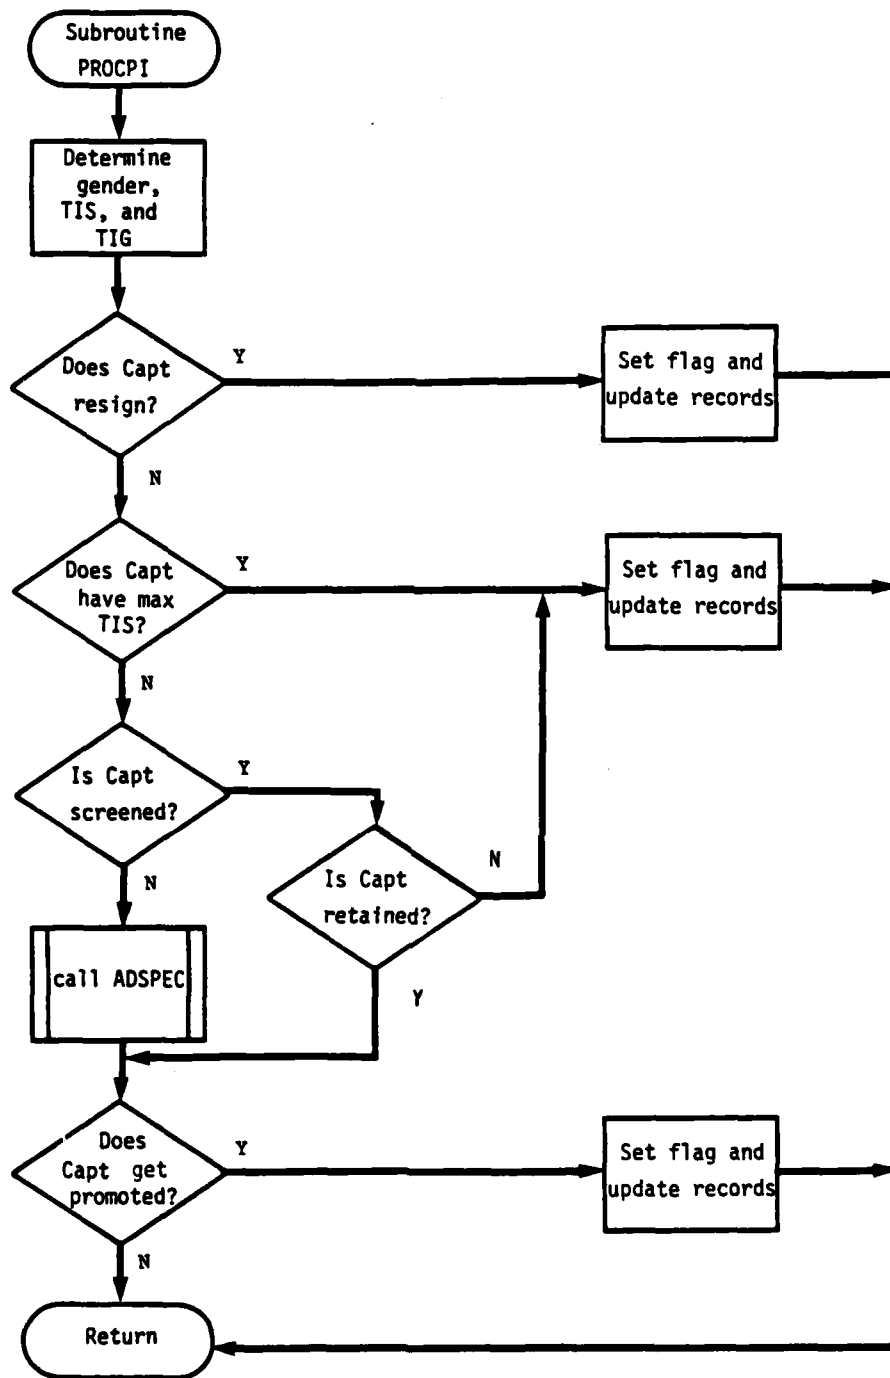 Subroutine
PROCPI
Determine
gender,
TIS, and
TIG
Does Capt
resign?
Y
Set flag and
update records
N
Does Capt
have max
TIS?
Y
Set flag and
update records
N
Is Capt
screened?
Y
N
Is Capt
retained?
N
Y
call ADSPEC
Does
Capt get
promoted?
Y
Set flag and
update records
N
Return